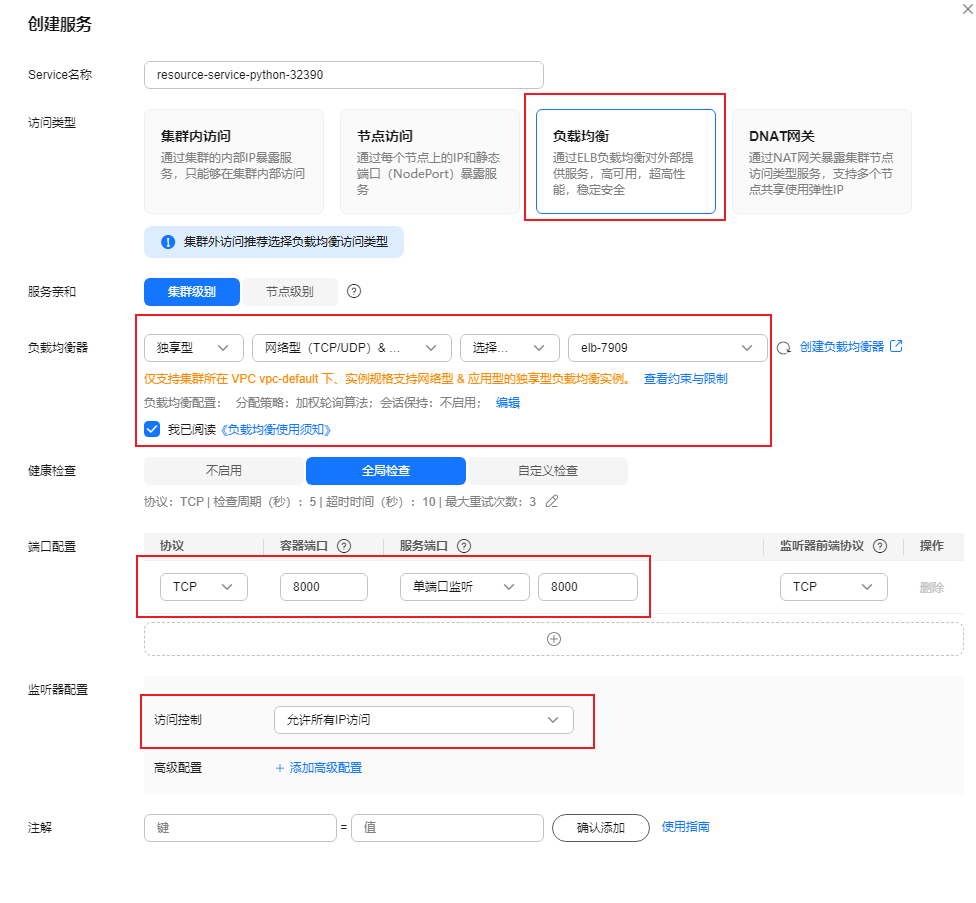 创建服务
Service名称
resource-service-python-32390
访问类型
集群内访问
通过集群的内部IP暴露服
务，只能够在集群内部访问
节点访问
通过每个节点上的IP和静态
端口（NodePort）暴露服
务
负载均衡
通过ELB负载均衡对外部提
供服务，高可用，超高性
能，稳定安全
DNAT网关
通过NAT网关暴露集群节点
访问类型服务，支持多个节
点共享使用弹性IP
集群外访问推荐选择负载均衡访问类型
服务亲和
集群级别
节点级别
负载均衡器
独享型
网络型（TCP/UDP）& ...
选择...
elb-7909
创建负载均衡器
仅支持集群所在 VPC vpc-default 下、实例规格支持网络型 & 应用型的独享型负载均衡实例。 查看约束与限制
负载均衡配置： 分配策略：加权轮询算法；会话保持：不启用； 编辑
我已阅读《负载均衡使用须知》
健康检查
不启用
全局检查
自定义检查
协议：TCP | 检查周期（秒）：5 | 超时时间（秒）：10 | 最大重试次数：3
端口配置
协议
容器端口
服务端口
监听器前端协议
操作
TCP
8000
单端口监听
8000
TCP
删除
监听器配置
访问控制
允许所有IP访问
高级配置
+ 添加高级配置
注解
键
=
值
确认添加
使用指南